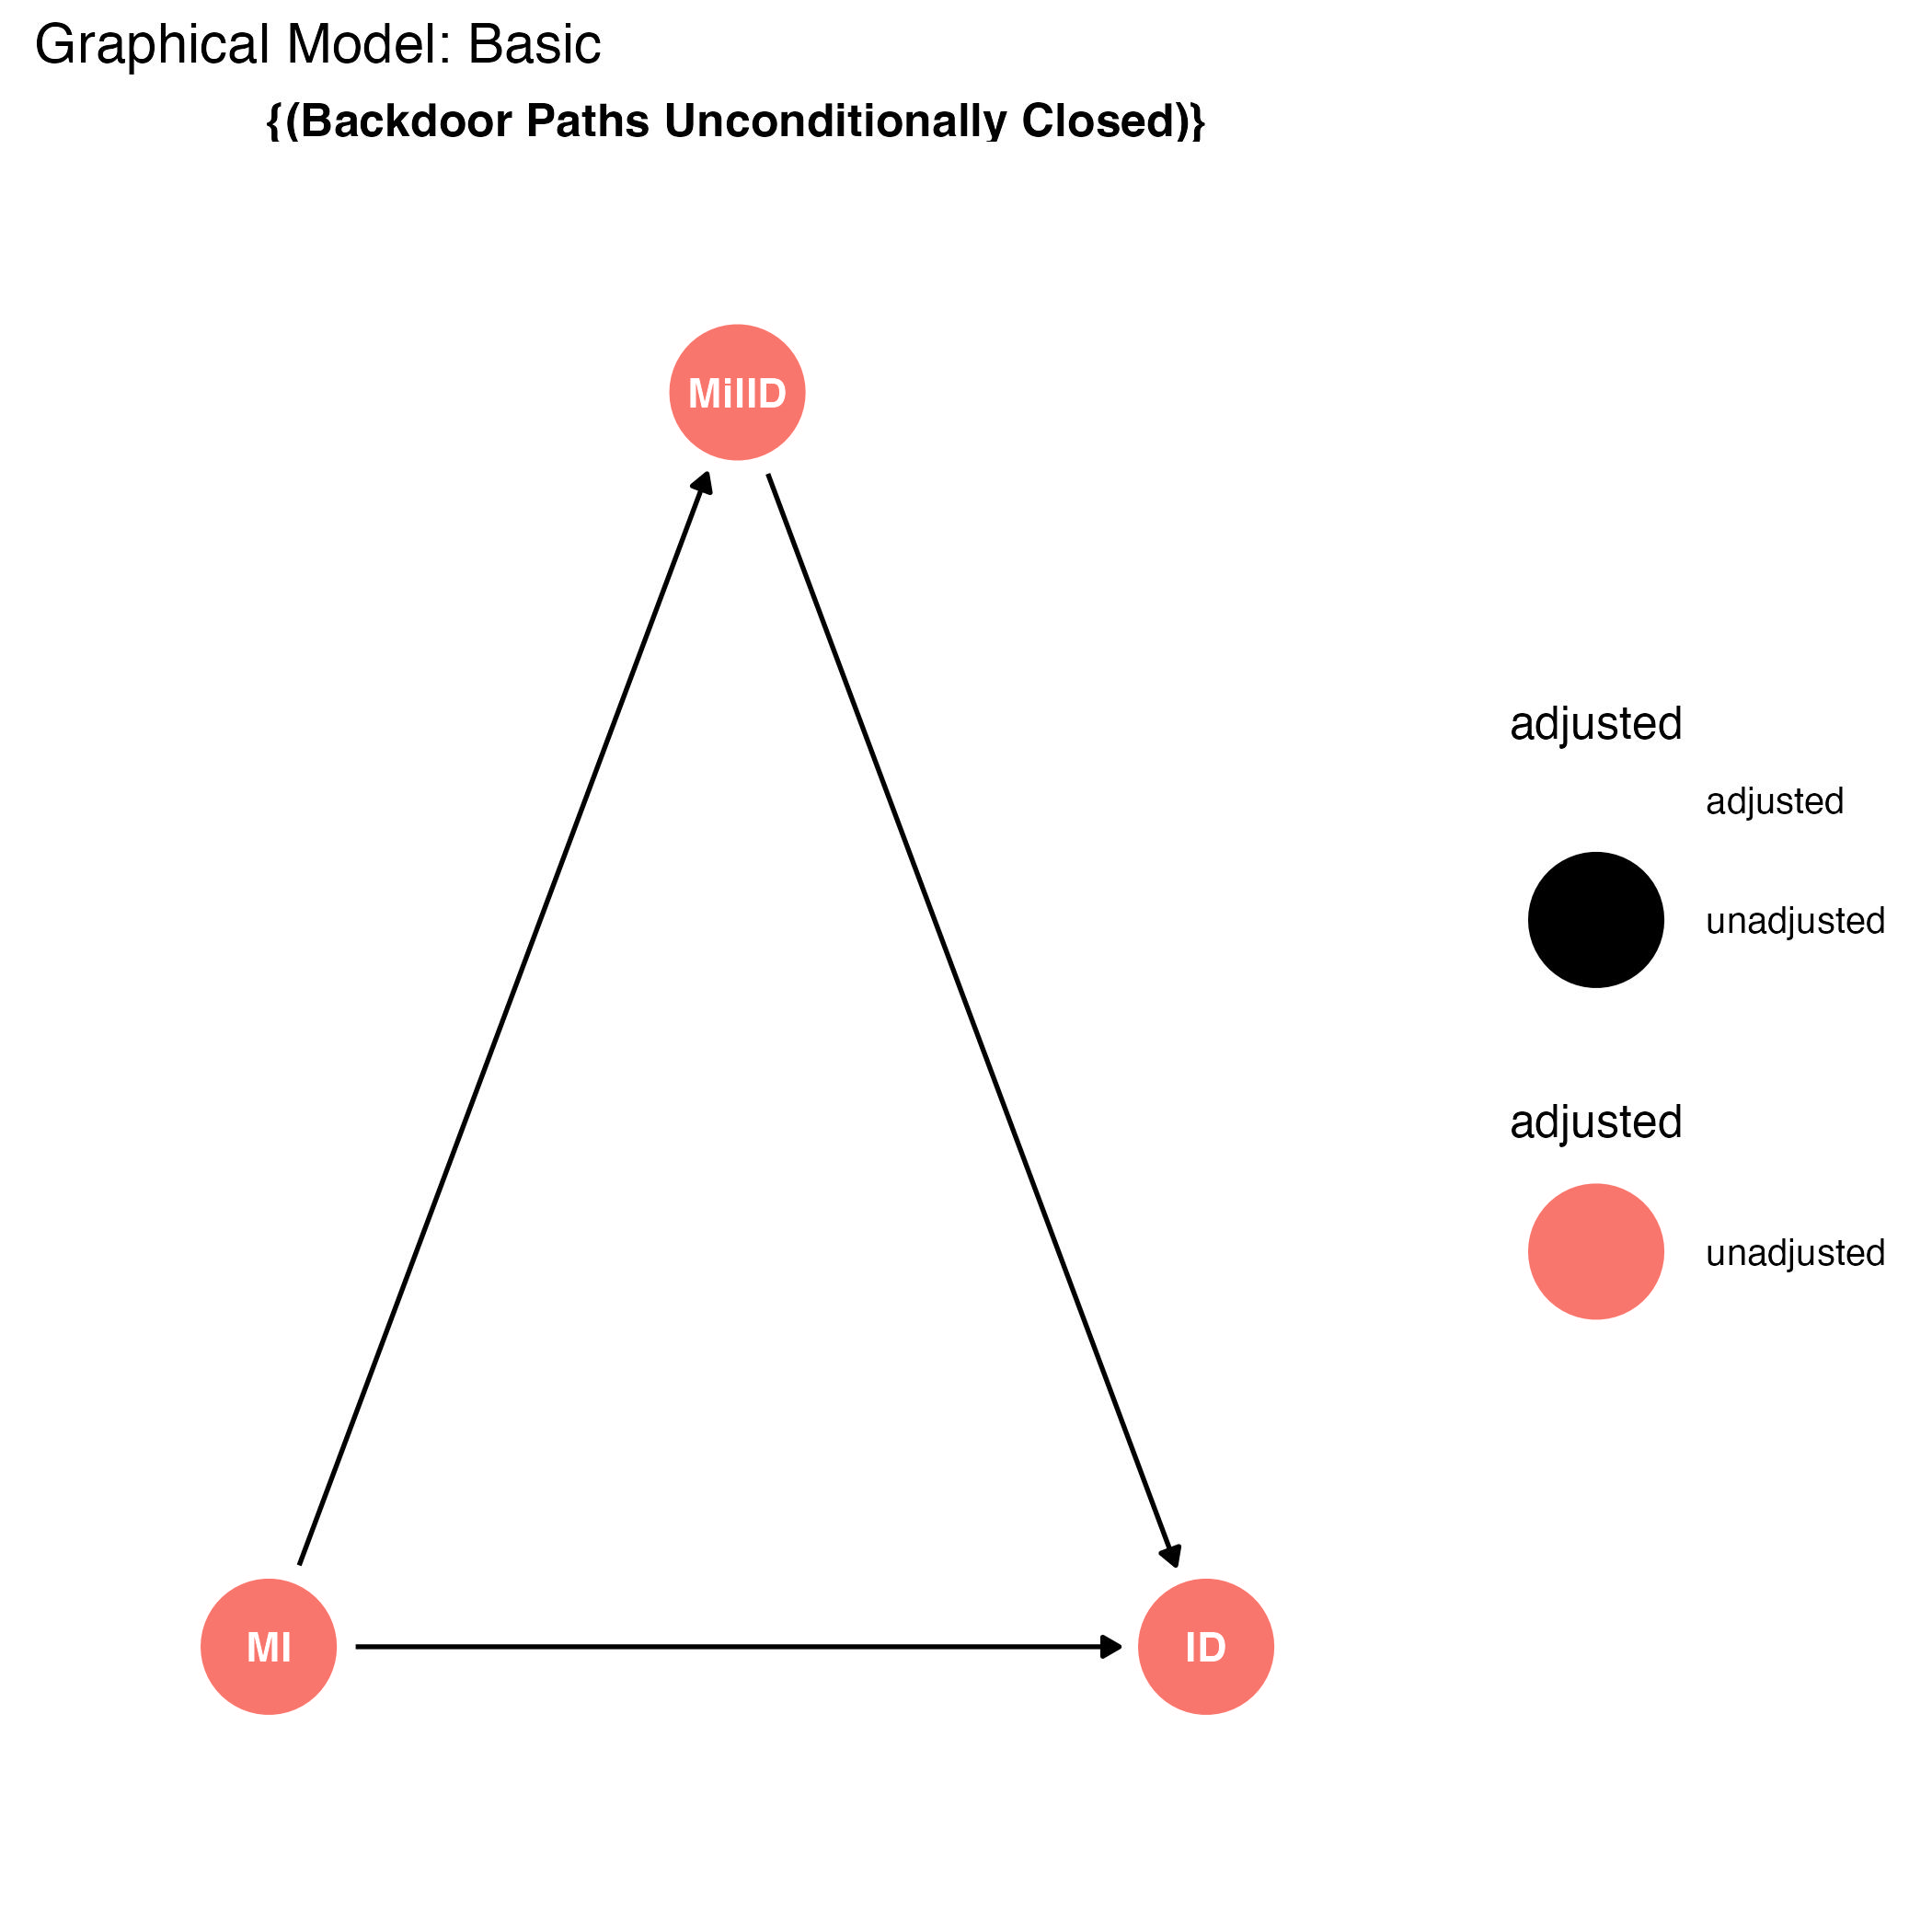 Graphical Model: Basic
{(Backdoor Paths Unconditionally Closed)}
MilID
MI
ID
adjusted
adjusted
unadjusted
adjusted
unadjusted